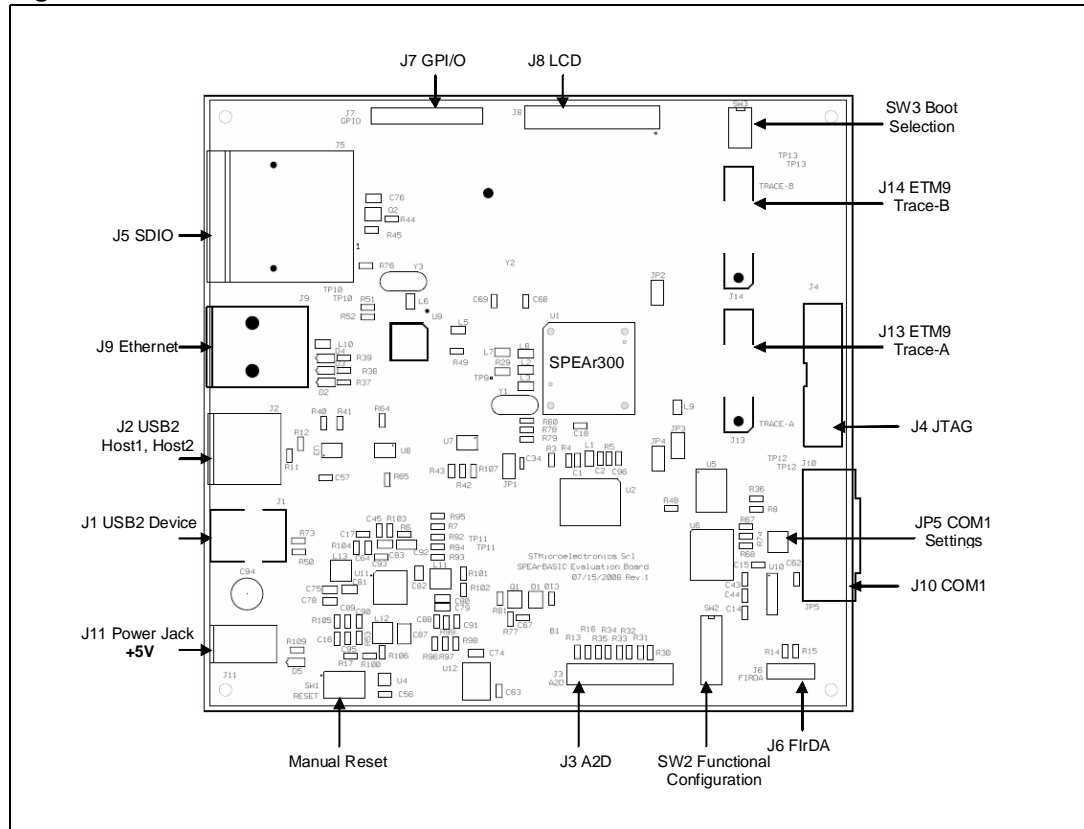 J7 GPI/O
J8 LCD
SW3 Boot
Selection
J14 ETM9
Trace-B
J13 ETM9
Trace-A
J4 JTAG
JP5 COM1
Settings
J10 COM1
J5 SDIO
J9 Ethernet
J2 USB2
Host1, Host2
J1 USB2 Device
J11 Power Jack
+5V
Manual Reset
J3 A2D
SW2 Functional
Configuration
J6 FIrDA
J7
GPIO
J8
SW3
TP13
TP13
TRACE-B
J5
C76
Q2
R44
R45
1
R76
Y3
Y2
TP10
TP10
R51
R52
L6
U9
C69
C68
JP2
J14
J4
J9
L10
D4
D3
D2
R39
R38
R37
L5
R49
L7
R29
TP9
L8
L2
L3
Y1
U1
SPEAr300
L9
J13
TRACE-A
J2
R40
R41
R64
R12
R11
U3
U8
U7
C57
R65
R43
R42
R107
JP1
C34
R80
R78
R79
C18
R3
R4
C1
L1
C2
R5
C96
U2
JP4
JP3
U5
TP12
TP12
J10
R36
R8
R48
U6
R67
R74
R68
C15
U10
C62
C43
C44
C14
JP5
J1
R73
R50
C17
C45
R103
R6
R104
C64
C83
C92
C93
L13
U11
C82
L11
R95
R7
R92
R94
R93
TP11
TP11
R101
R102
C80
C79
STMicroelectronics Srl
SPEArBASIC Evaluation Board
07/15/2008 Rev.1
C94
C75
C81
C78
C89
C90
R105
C16
R53
C95
R17
R100
L12
C87
R106
C88
C91
R99
R98
R96
R97
C74
U12
C63
R81
Q1
D1
R77
C67
B1
R13
R16
R35
R34
R33
R32
R31
R30
J3
A2D
SW2
R14
R15
J6
FIRDA
J11
R109
D5
SW1
RESET
U4
C56